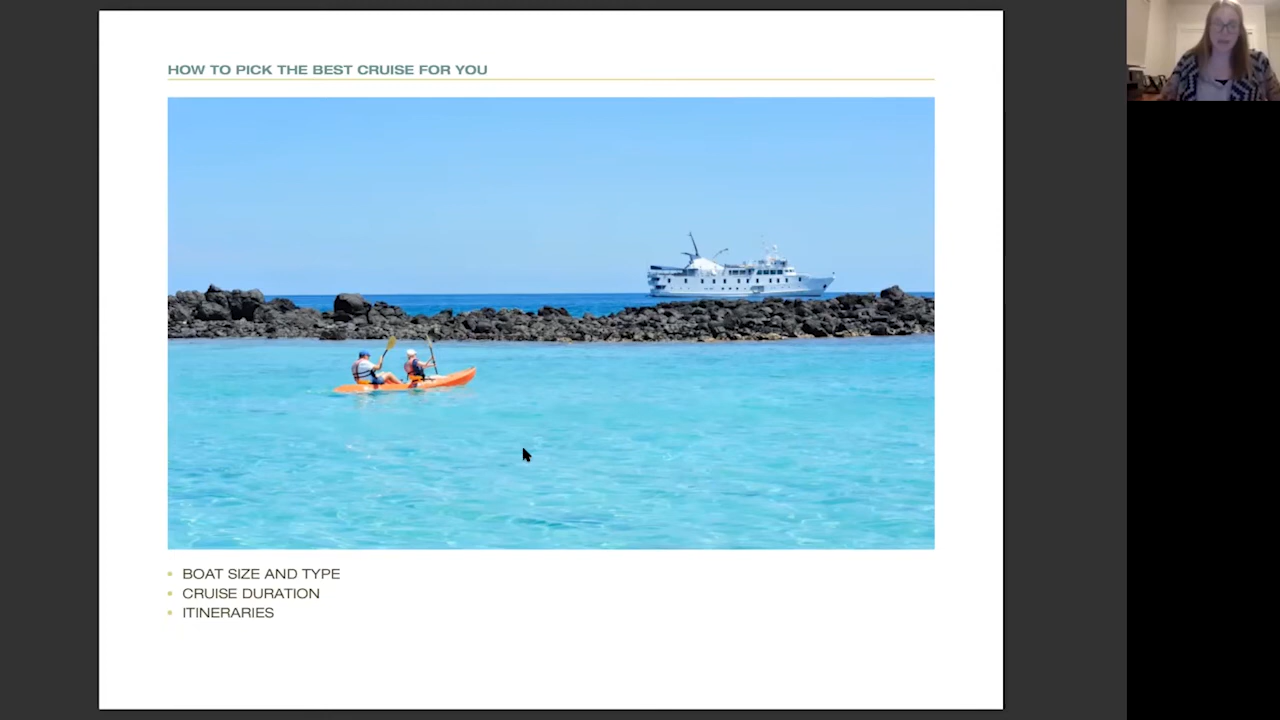 HOW TO PICK THE BEST CRUISE FOR YOU
• BOAT SIZE AND TYPE
• CRUISE DURATION
• ITINERARIES